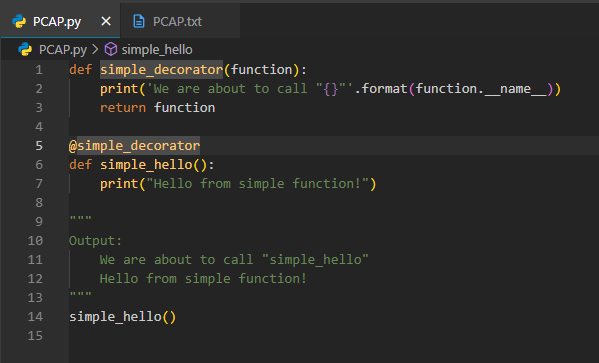 PCAP.py × PCAP.txt
PCAP.py > simple_hello
1 def simple_decorator(function):
2     print('We are about to call "{}"'.format(function.__name__))
3     return function
4
5 @simple_decorator
6 def simple_hello():
7     print("Hello from simple function!")
8
9 """
10 Output:
11     We are about to call "simple_hello"
12     Hello from simple function!
13 """
14 simple_hello()
15